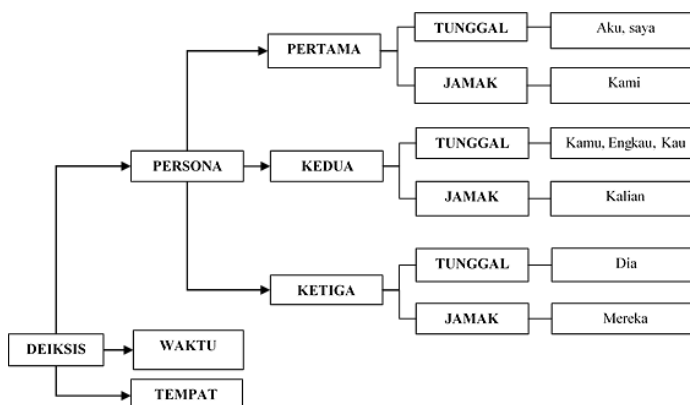 TUNGGAL
Aku, saya
PERTAMA
JAMAK
Kami
TUNGGAL
Kamu, Engkau, Kau
PERSONA
KEDUA
JAMAK
Kalian
TUNGGAL
Dia
KETIGA
JAMAK
Mereka
DEIKSIS
WAKTU
TEMPAT